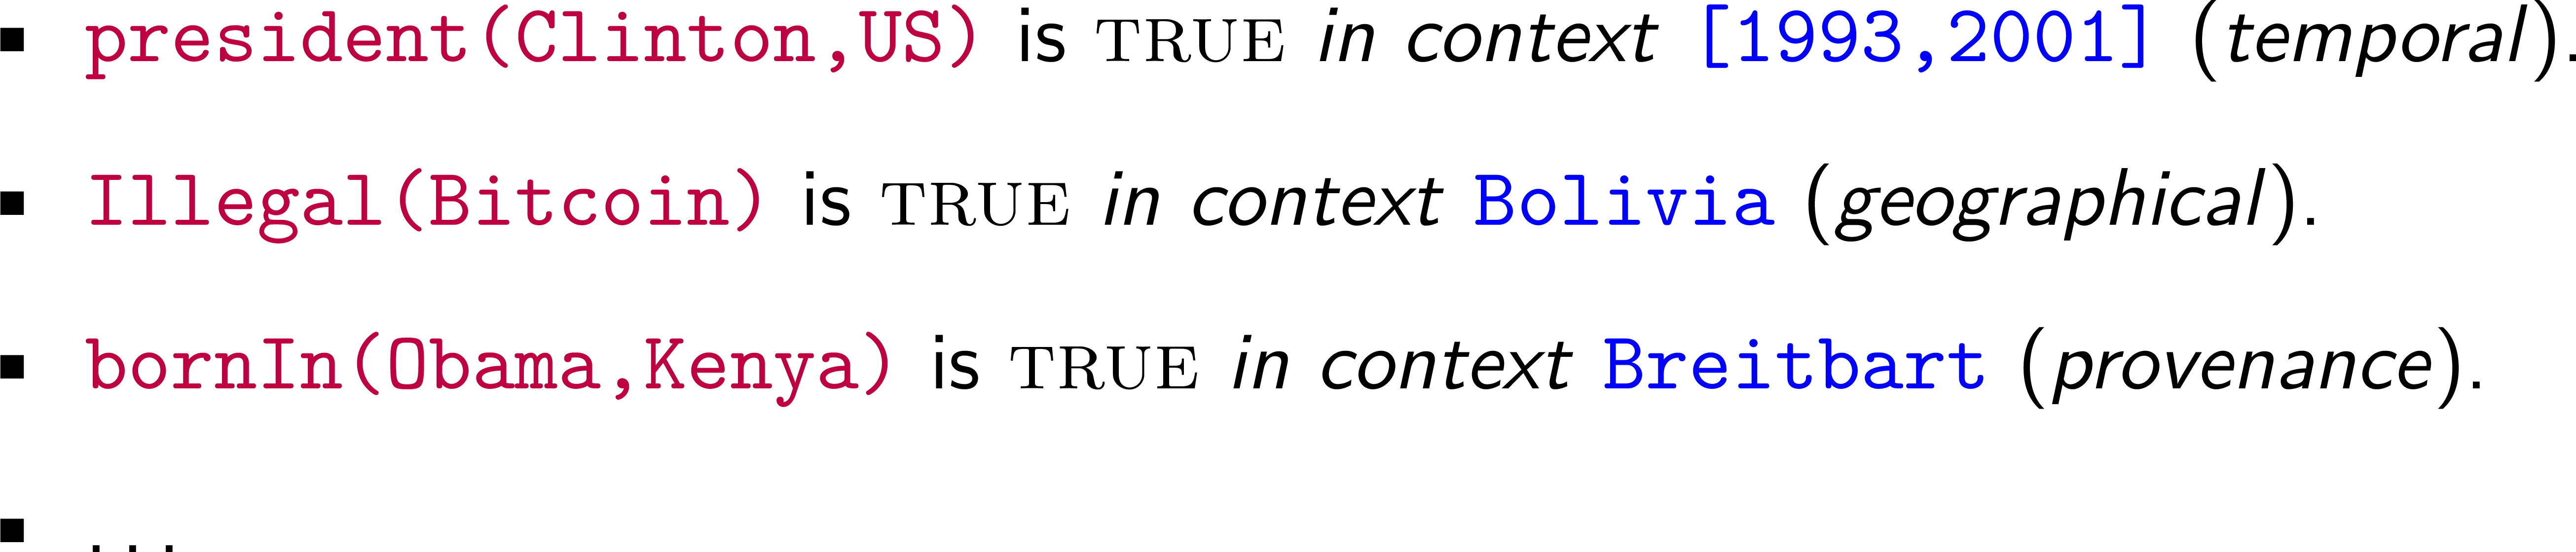 ▪ president(Clinton,US) is TRUE in context [1993,2001] (temporal).
▪ Illegal(Bitcoin) is TRUE in context Bolivia (geographical).
▪ bornIn(Obama,Kenya) is TRUE in context Breitbart (provenance).
▪ ...